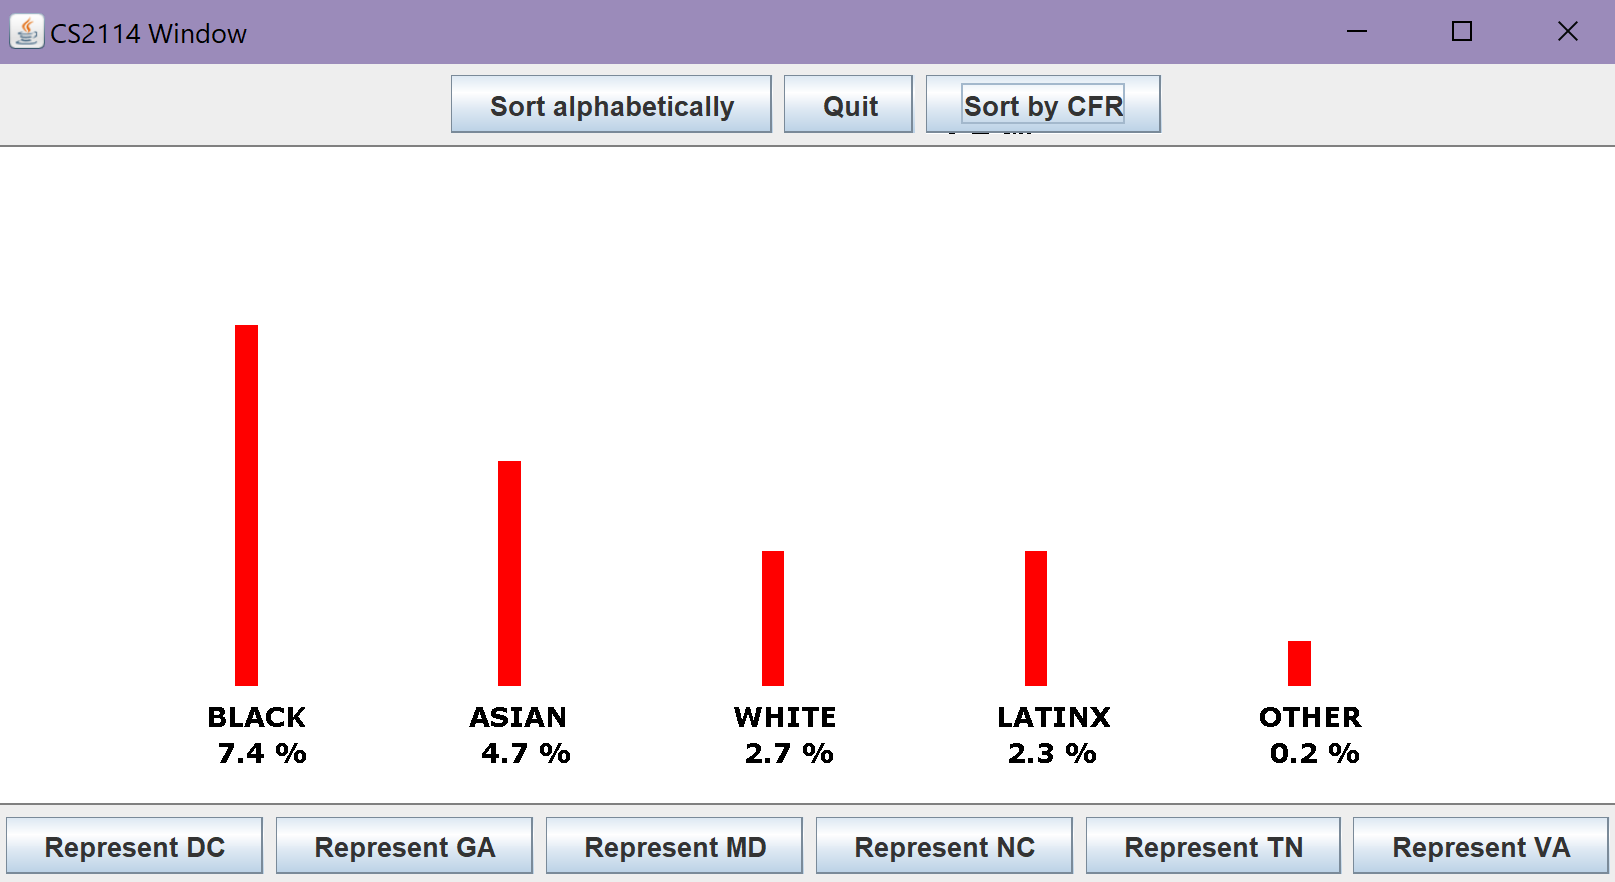 CS2114 Window
Sort alphabetically Quit Sort by CFR
BLACK ASIAN WHITE LATINX OTHER
7.4 % 4.7 % 2.7 % 2.3 % 0.2 %
Represent DC Represent GA Represent MD Represent NC Represent TN Represent VA